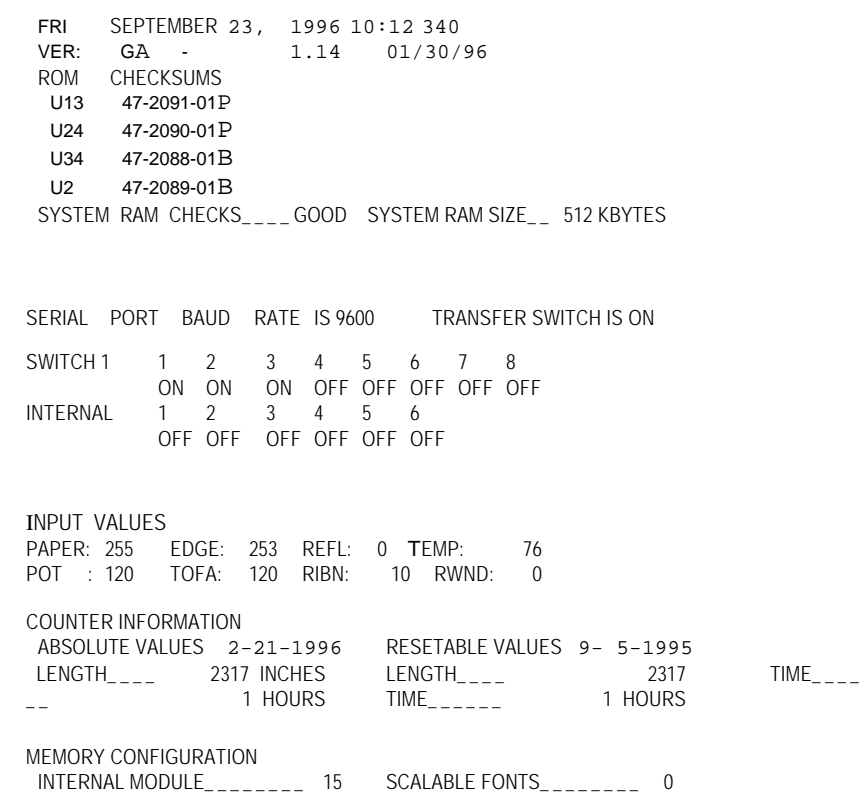 FRI SEPTEMBER 23, 1996 10:12 340
VER: GA - 1.14 01/30/96
ROM CHECKSUMS
U13 47-2091-01P
U24 47-2090-01P
U34 47-2088-01B
U2 47-2089-01B
SYSTEM RAM CHECKS____GOOD SYSTEM RAM SIZE__ 512 KBYTES
SERIAL PORT BAUD RATE IS 9600 TRANSFER SWITCH IS ON
SWITCH 1 1 2 3 4 5 6 7 8
ON ON ON OFF OFF OFF OFF OFF
INTERNAL 1 2 3 4 5 6
OFF OFF OFF OFF OFF OFF
INPUT VALUES
PAPER: 255 EDGE: 253 REFL: 0 TEMP: 76
POT : 120 TOFA: 120 RIBN: 10 RWND: 0
COUNTER INFORMATION
ABSOLUTE VALUES 2-21-1996 RESETABLE VALUES 9- 5-1995
LENGTH____ 2317 INCHES LENGTH____ 2317 TIME____
__ 1 HOURS TIME______ 1 HOURS
MEMORY CONFIGURATION
INTERNAL MODULE________ 15 SCALABLE FONTS________ 0